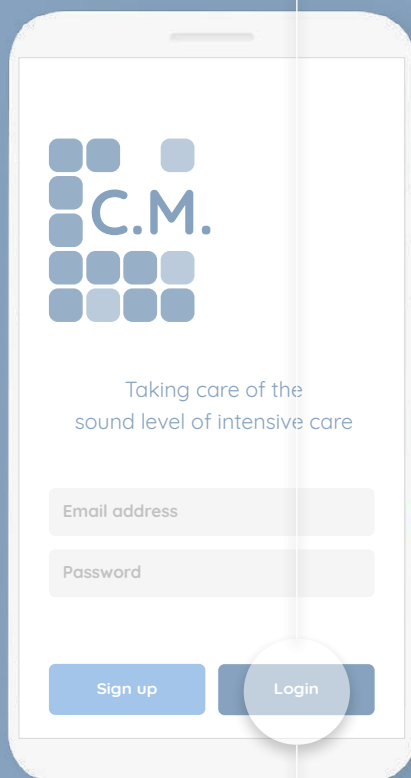 C.M.
Taking care of the
sound level of intensive care
Email address
Password
Sign up
Login